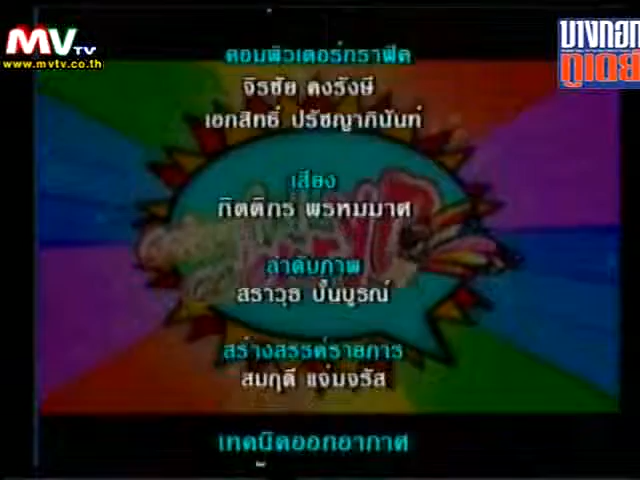 MVTV
www.mvtv.co.th
บางกอก
ทูเดย์
คอมพิวเตอร์กราฟิค
จิรชัย คงรังษี
เอกสิทธิ์ ปรัชญาภินันท์
เสียง
กิตติกร พรหมมาศ
ลำดับภาพ
สราวุธ ปั้นบูรณ์
สร้างสรรค์รายการ
สมฤดี แจ่มจรัส
เทคนิคออกอากาศ